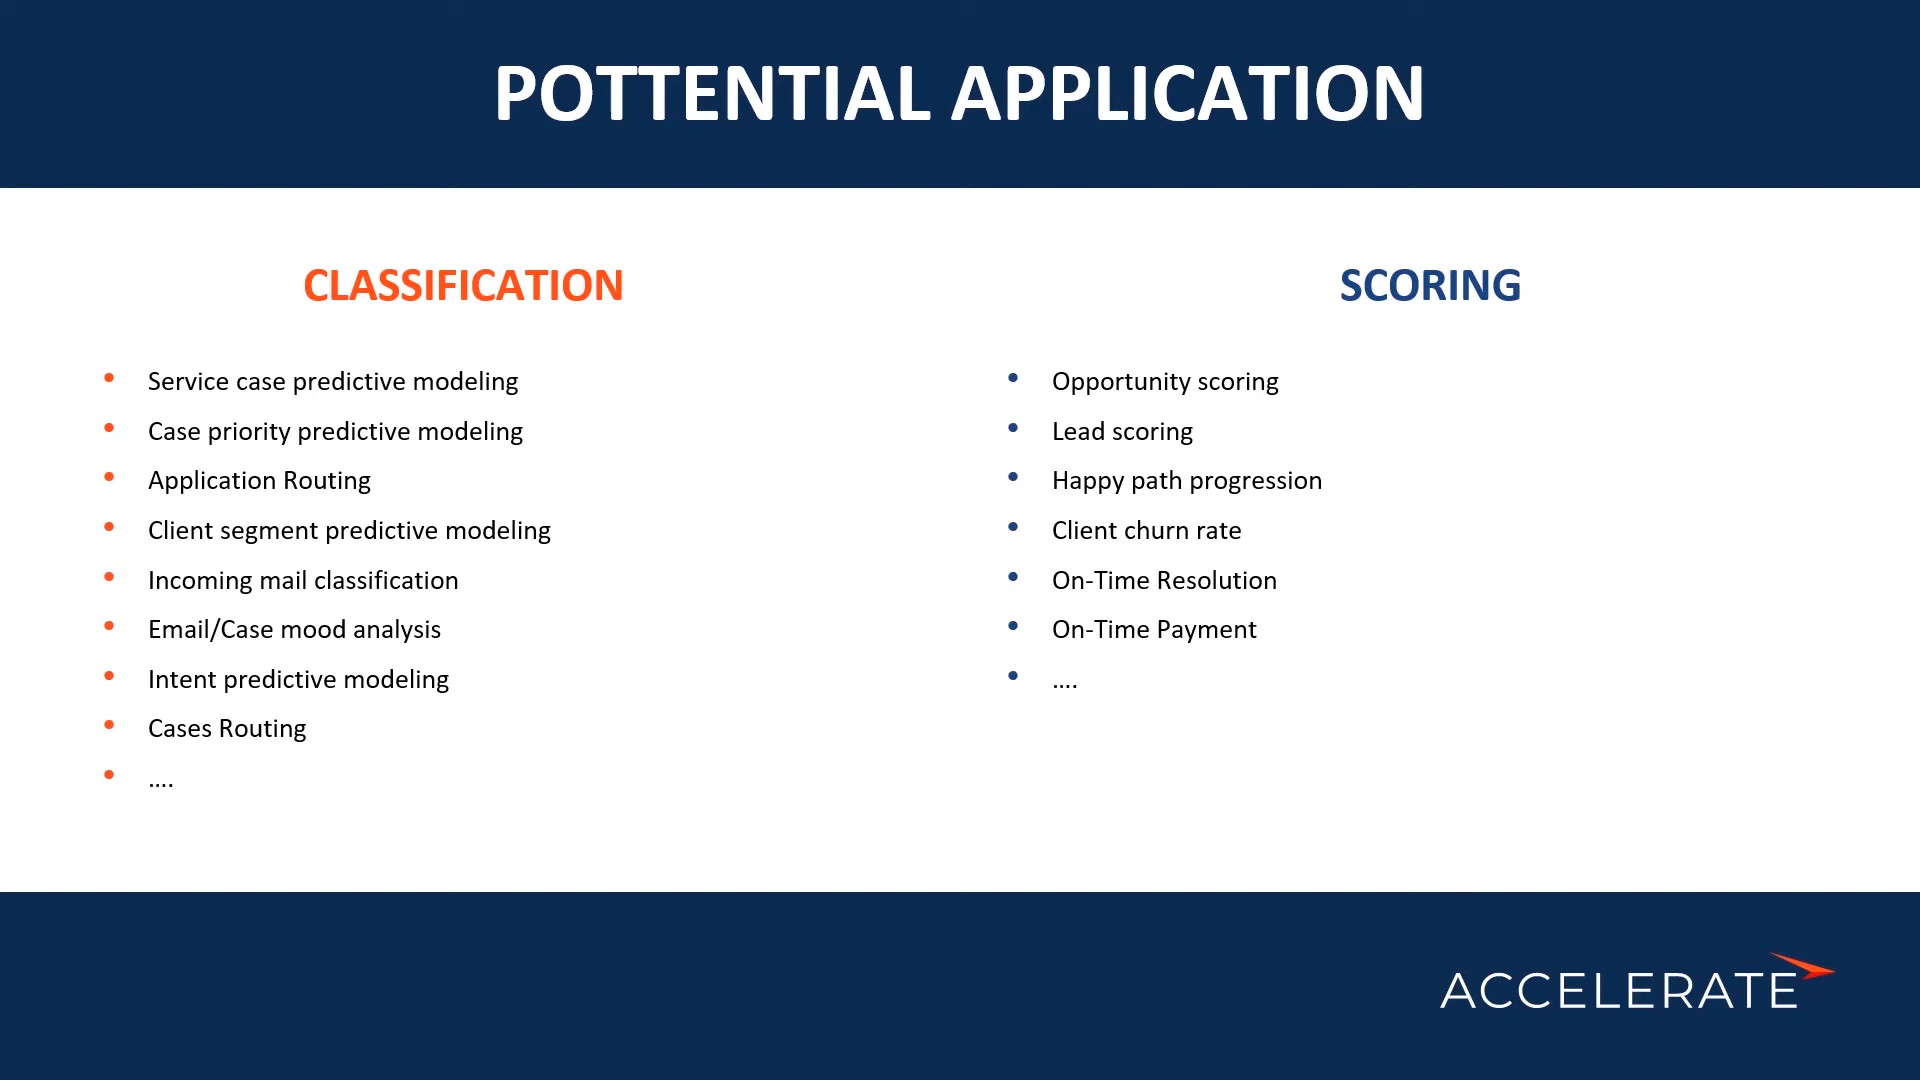 POTTENTIAL APPLICATION
CLASSIFICATION
• Service case predictive modeling
• Case priority predictive modeling
• Application Routing
• Client segment predictive modeling
• Incoming mail classification
• Email/Case mood analysis
• Intent predictive modeling
• Cases Routing
• ....
SCORING
• Opportunity scoring
• Lead scoring
• Happy path progression
• Client churn rate
• On-Time Resolution
• On-Time Payment
• ....
ACCELERATE